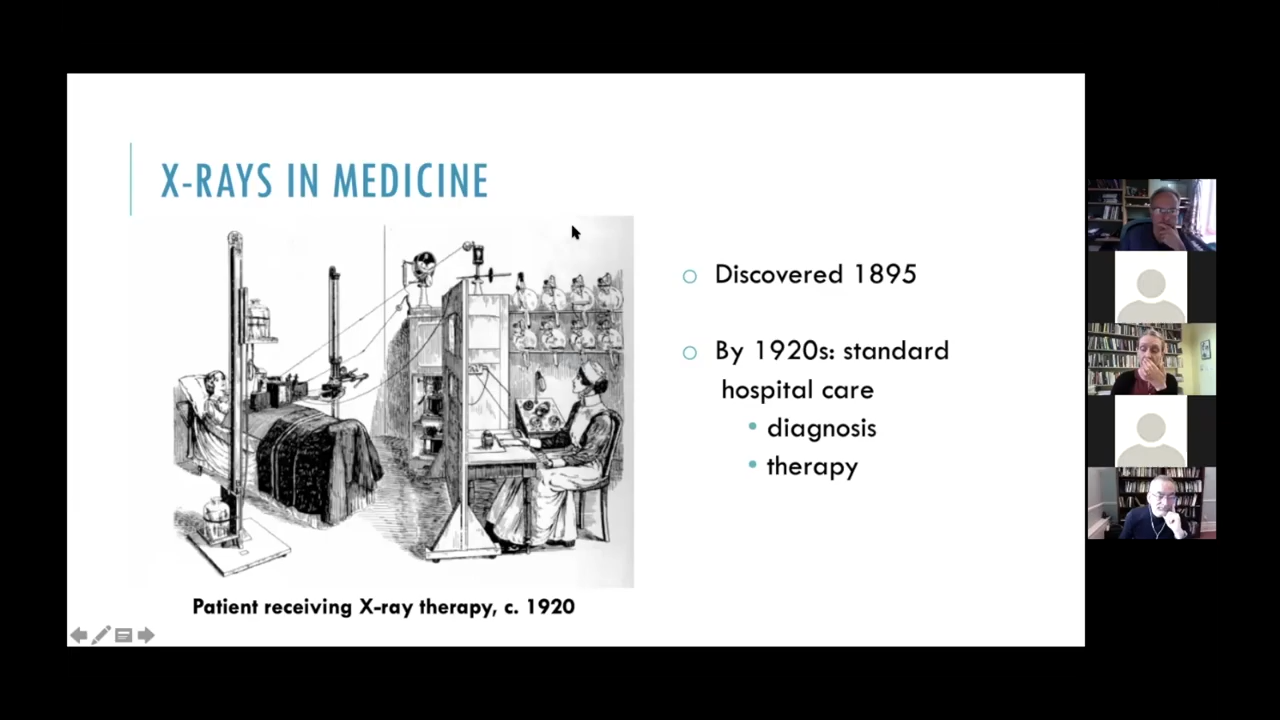 X-RAYS IN MEDICINE
Discovered 1895
By 1920s: standard
hospital care
diagnosis
therapy
Patient receiving X-ray therapy, c. 1920